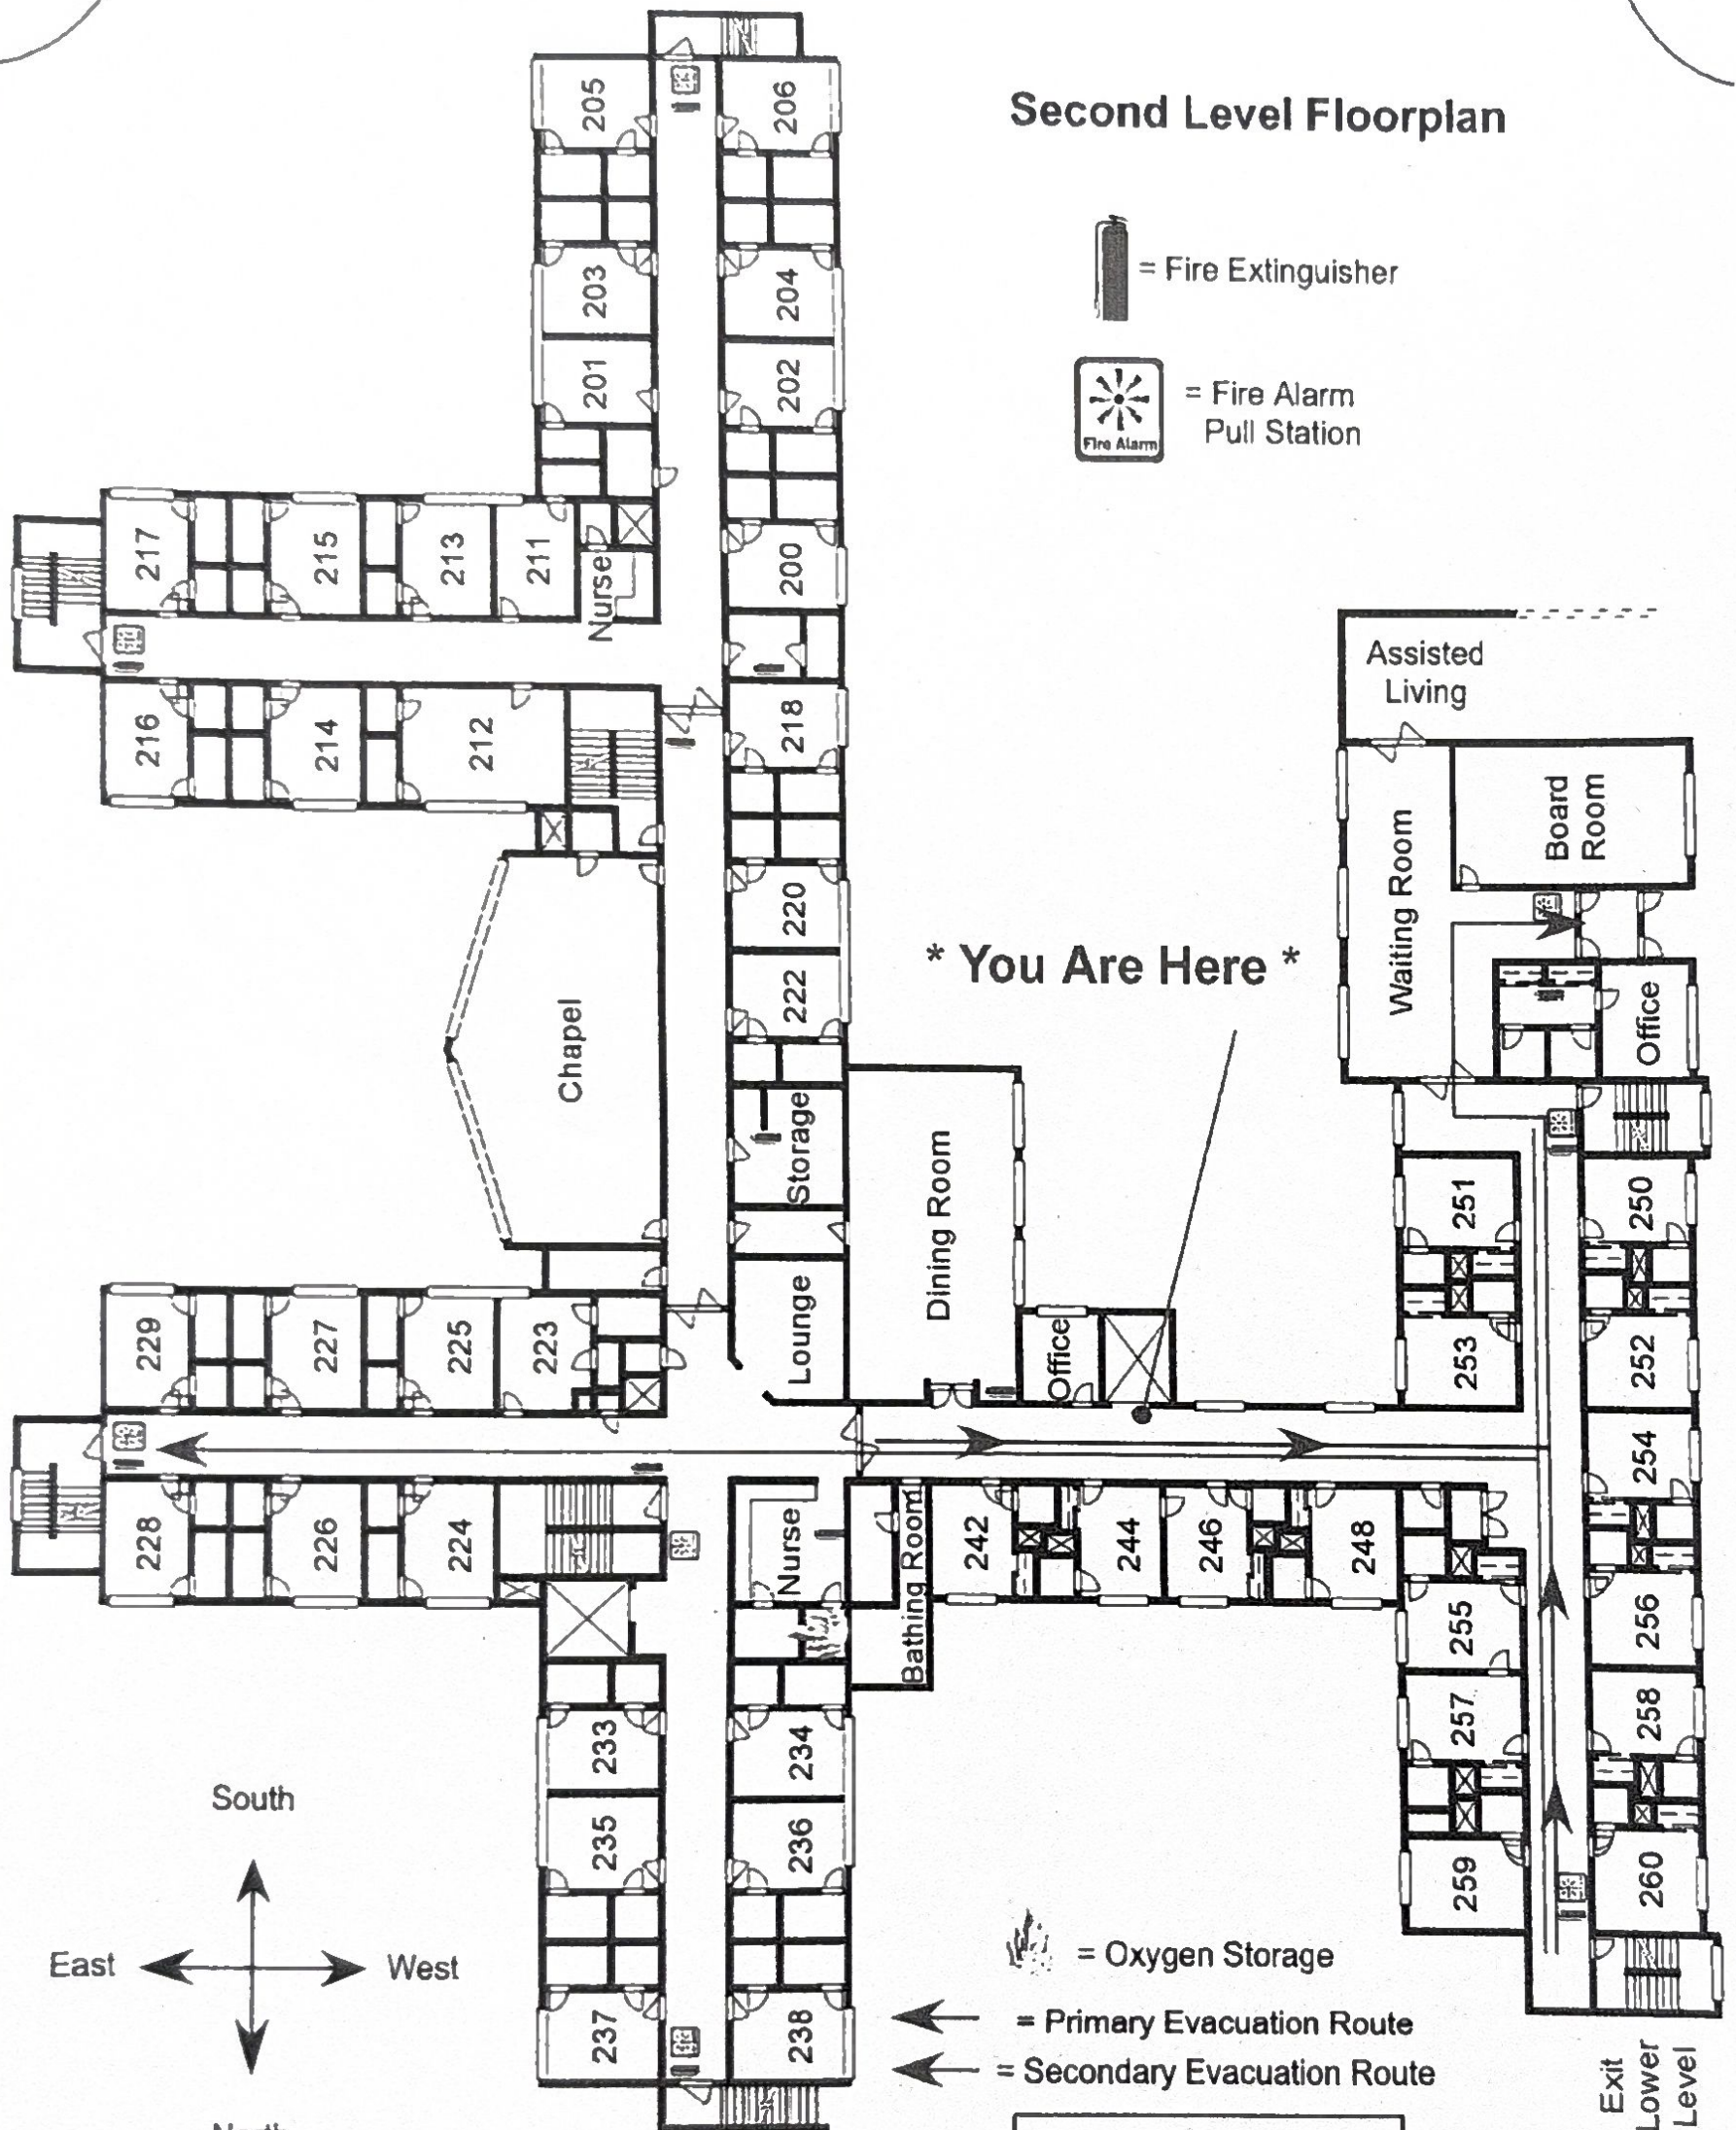 Second Level Floorplan
= Fire Extinguisher
Fire Alarm
= Fire Alarm
Pull Station
205
206
203
204
201
202
217
215
213
211
Nurse
200
216
214
212
218
Assisted
Living
Waiting Room
Board
Room
220
222
* You Are Here *
Chapel
Office
Storage
Dining Room
251
250
229
227
225
223
Lounge
Office
253
252
254
228
226
224
Nurse
Bathing Room
242
244
246
248
255
256
233
234
257
258
235
236
259
260
237
238
South
East
West
= Oxygen Storage
= Primary Evacuation Route
= Secondary Evacuation Route
Exit
Lower
Level